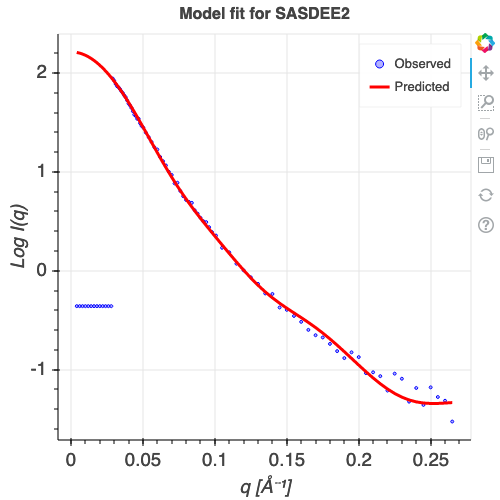 Model fit for SASDEE2
Observed
Predicted
Log I(q)
2
1
0
-1
0
0.05
0.1
0.15
0.2
0.25
q [Å⁻¹]